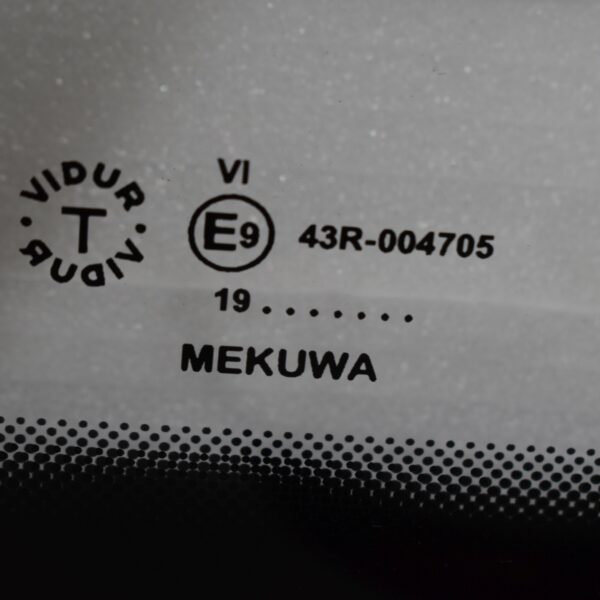 VIDUR
T
VIDUR
VI
E9 43R-004705
19.......
MEKUWA